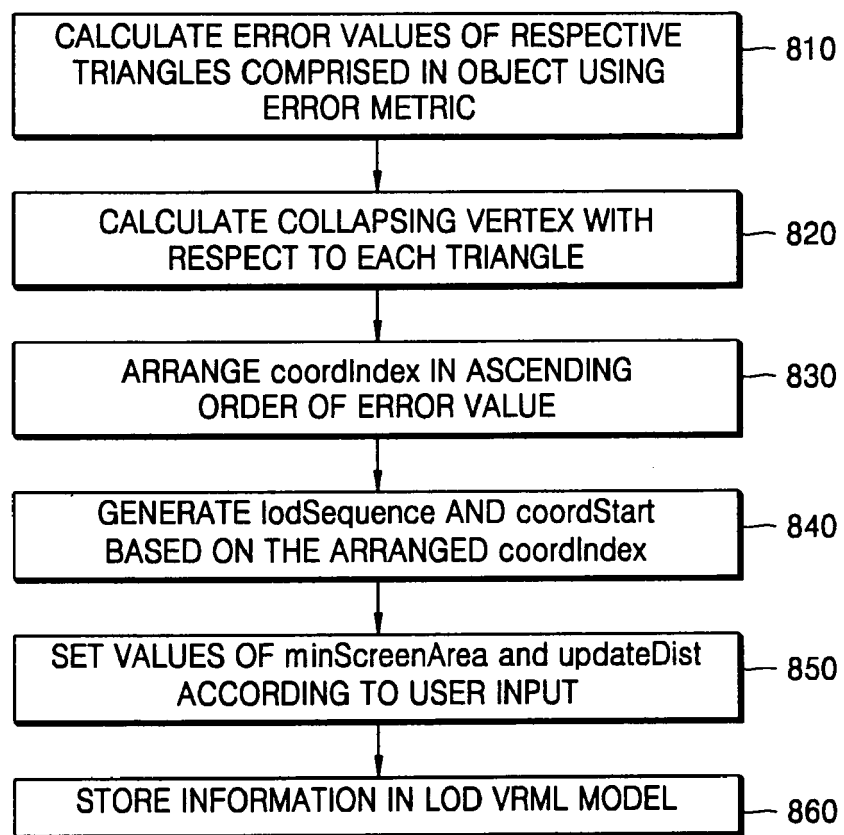 CALCULATE ERROR VALUES OF RESPECTIVE
TRIANGLES COMPRISED IN OBJECT USING
ERROR METRIC
810
CALCULATE COLLAPSING VERTEX WITH
RESPECT TO EACH TRIANGLE
820
ARRANGE coordIndex IN ASCENDING
ORDER OF ERROR VALUE
830
GENERATE lodSequence AND coordStart
BASED ON THE ARRANGED coordIndex
840
SET VALUES OF minScreenArea and updateDist
ACCORDING TO USER INPUT
850
STORE INFORMATION IN LOD VRML MODEL
860